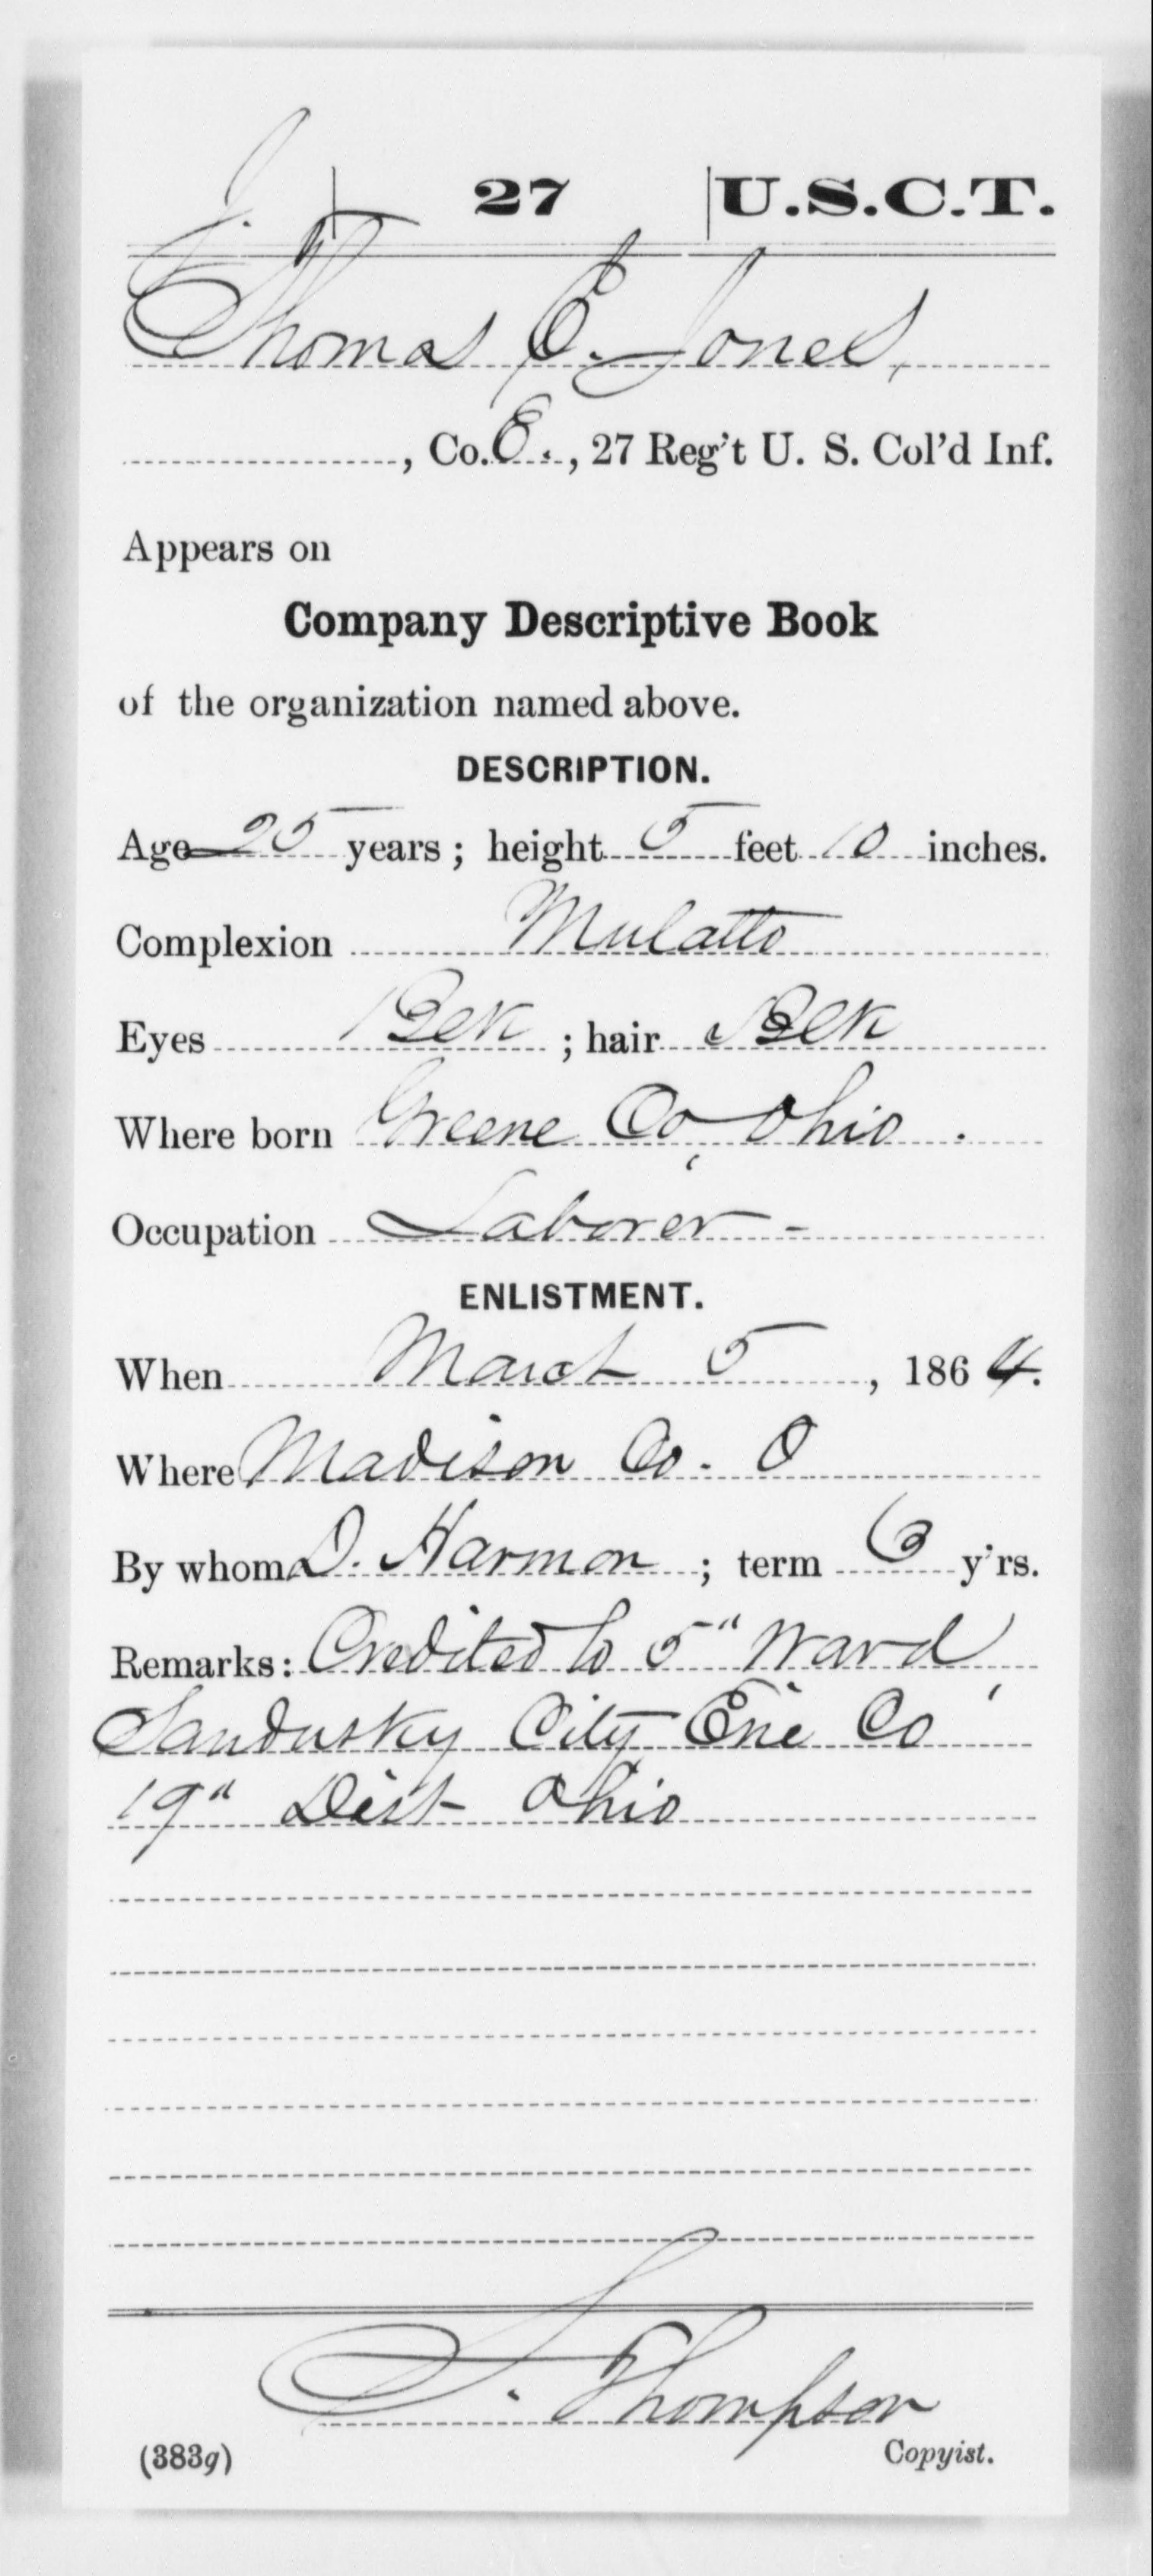 J. | 27 | U.S.C.T.
Thomas E. Jones,
, Co. E., 27 Reg't U. S. Col'd Inf.
Appears on
Company Descriptive Book
of the organization named above.
DESCRIPTION.
Age 25 years; height 5 feet 10 inches.
Complexion Mulatto
Eyes Blk; hair Blk
Where born Greene Co, Ohio.
Occupation Laborer -
ENLISTMENT.
When March 5, 1864.
Where Madison Co. O
By whom D. Harmon; term 3 y'rs.
Remarks: Credited to 5" Ward,
Sandusky City Erie Co
19" Dist Ohio
S. Thompson
(383g) Copyist.